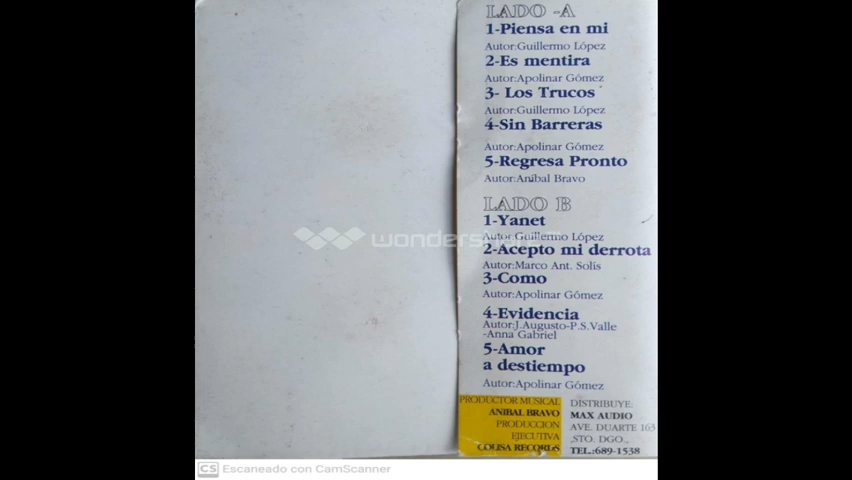 LADO -A
1-Piensa en mi
Autor:Guillermo López
2-Es mentira
Autor:Apolinar Gómez
3- Los Trucos
Autor:Guillermo López
4-Sin Barreras
Autor:Apolinar Gómez
5-Regresa Pronto
Autor:Aníbal Bravo
LADO B
1-Yanet
Autor:Guillermo López
2-Acepto mi derrota
Autor:Marco Ant. Solís
3-Como
Autor:Apolinar Gómez
4-Evidencia
Autor:J.Augusto-P.S.Valle
-Anna Gabriel
5-Amor
a destiempo
Autor:Apolinar Gómez
PRODUCTOR MUSICAL
ANIBAL BRAVO
PRODUCCION
EJECUTIVA
COLISA RECORDS
DISTRIBUYE:
MAX AUDIO
AVE. DUARTE 163
,STO. DGO.,
TEL.:689-1538
CS Escaneado con CamScanner